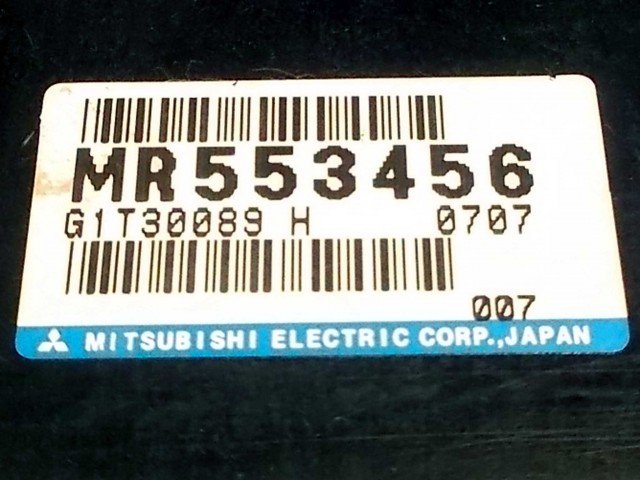 MR553456
G1T30089 H 0707
007
MITSUBISHI ELECTRIC CORP.,JAPAN